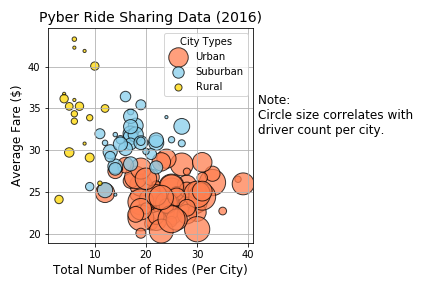 Pyber Ride Sharing Data (2016)
City Types
Urban
Suburban
Rural
40
35
30
25
20
Average Fare ($)
10
20
30
40
Total Number of Rides (Per City)
Note:
Circle size correlates with
driver count per city.